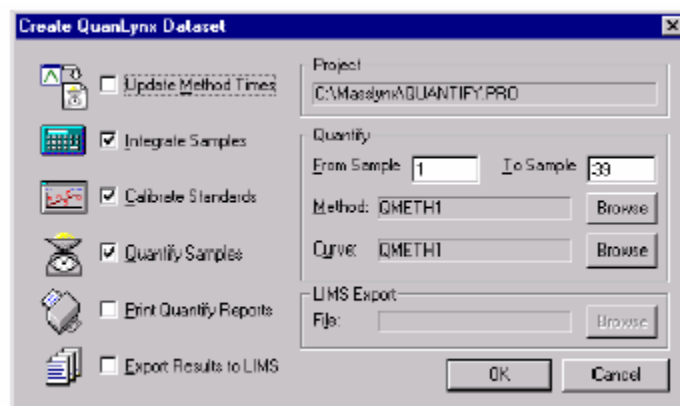 Create QuanLynx Dataset
Update Method Times
Integrate Samples
Calibrate Standards
Quantify Samples
Print Quantify Reports
Export Results to LIMS
Project
C:\Masslynx\QUANTIFY.PRO
Quantify
From Sample 1 To Sample 39
Method: QMETH1 Browse
Curve: QMETH1 Browse
LIMS Export
File: Browse
OK Cancel